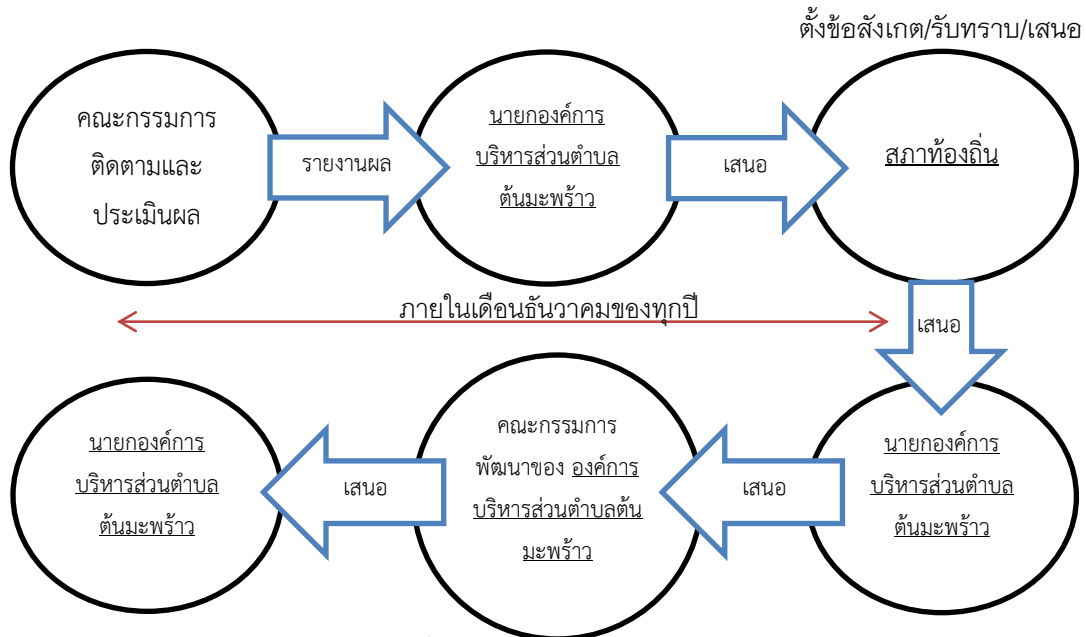 ตั้งข้อสังเกต/รับทราบ/เสนอ
คณะกรรมการ
ติดตามและ
ประเมินผล
รายงานผล
นายกองค์การ
บริหารส่วนตำบล
ต้นมะพร้าว
เสนอ
สภาท้องถิ่น
ภายในเดือนธันวาคมของทุกปี
เสนอ
นายกองค์การ
บริหารส่วนตำบล
ต้นมะพร้าว
เสนอ
คณะกรรมการ
พัฒนาของ องค์การ
บริหารส่วนตำบลต้น
มะพร้าว
เสนอ
นายกองค์การ
บริหารส่วนตำบล
ต้นมะพร้าว